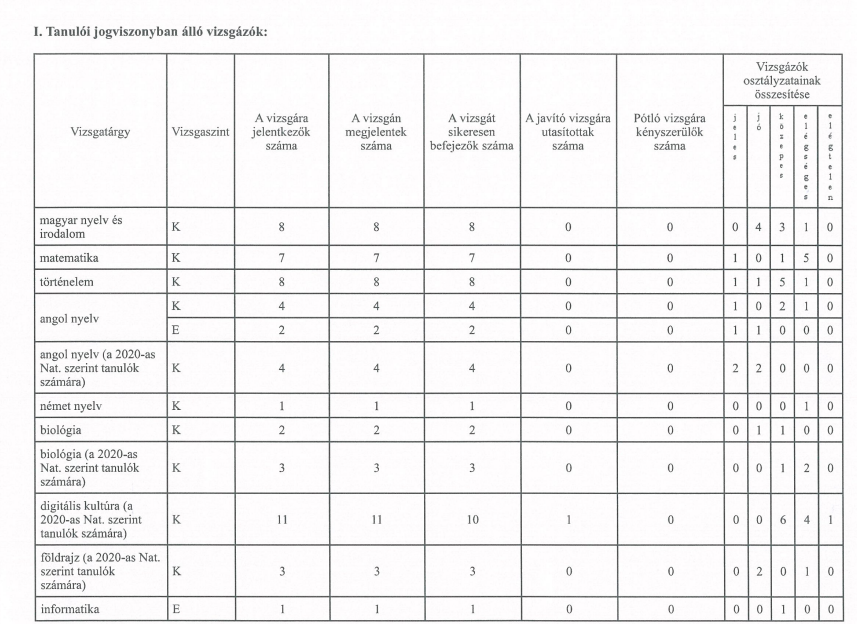 I. Tanulói jogviszonyban álló vizsgázók:
Vizsgatárgy
Vizsgaszint
A vizsgára
jelentkezők
száma
A vizsgán
megjelentek
száma
A vizsgát
sikeresen
befejezők száma
A javító vizsgára
utasítottak
száma
Pótló vizsgára
kényszerülők
száma
Vizsgázók
osztályzatainak
összesítése
jeles
jó
közepes
elégséges
elégtelen
magyar nyelv és
irodalom
K 8 8 8 0 0 0 4 3 1 0
matematika K 7 7 7 0 0 1 0 1 5 0
történelem K 8 8 8 0 0 1 1 5 1 0
angol nyelv
K 4 4 4 0 0 1 0 2 1 0
E 2 2 2 0 0 1 1 0 0 0
angol nyelv (a 2020-as
Nat. szerint tanulók
számára)
K 4 4 4 0 0 2 2 0 0 0
német nyelv K 1 1 1 0 0 0 0 0 1 0
biológia K 2 2 2 0 0 0 1 1 0 0
biológia (a 2020-as
Nat. szerint tanulók
számára)
K 3 3 3 0 0 0 0 1 2 0
digitális kultúra (a
2020-as Nat. szerint
tanulók számára)
K 11 11 10 1 0 0 0 6 4 1
földrajz (a 2020-as Nat.
szerint tanulók
számára)
K 3 3 3 0 0 0 2 0 1 0
informatika E 1 1 1 0 0 0 0 1 0 0